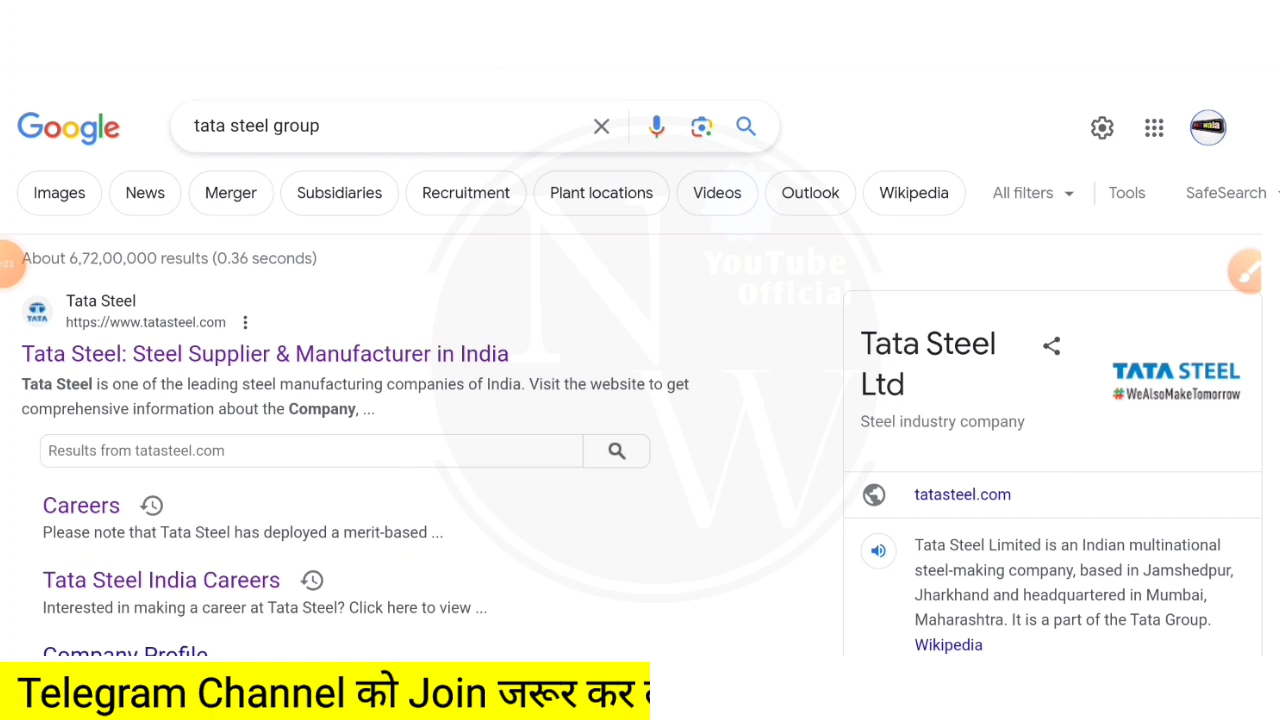 Google
tata steel group
Images
News
Merger
Subsidiaries
Recruitment
Plant locations
Videos
Outlook
Wikipedia
All filters
Tools
SafeSearch
About 6,72,00,000 results (0.36 seconds)
Tata Steel
https://www.tatasteel.com
Tata Steel: Steel Supplier & Manufacturer in India
Tata Steel is one of the leading steel manufacturing companies of India. Visit the website to get
comprehensive information about the Company, ...
Results from tatasteel.com
Careers
Please note that Tata Steel has deployed a merit-based ...
Tata Steel India Careers
Interested in making a career at Tata Steel? Click here to view ...
Company Profile
YouTube
Official
NW
Tata Steel
Ltd
Steel industry company
TATA STEEL
#WeAlsoMakeTomorrow
TATA
tatasteel.com
Tata Steel Limited is an Indian multinational
steel-making company, based in Jamshedpur,
Jharkhand and headquartered in Mumbai,
Maharashtra. It is a part of the Tata Group.
Wikipedia
Telegram Channel को Join जरूर कर